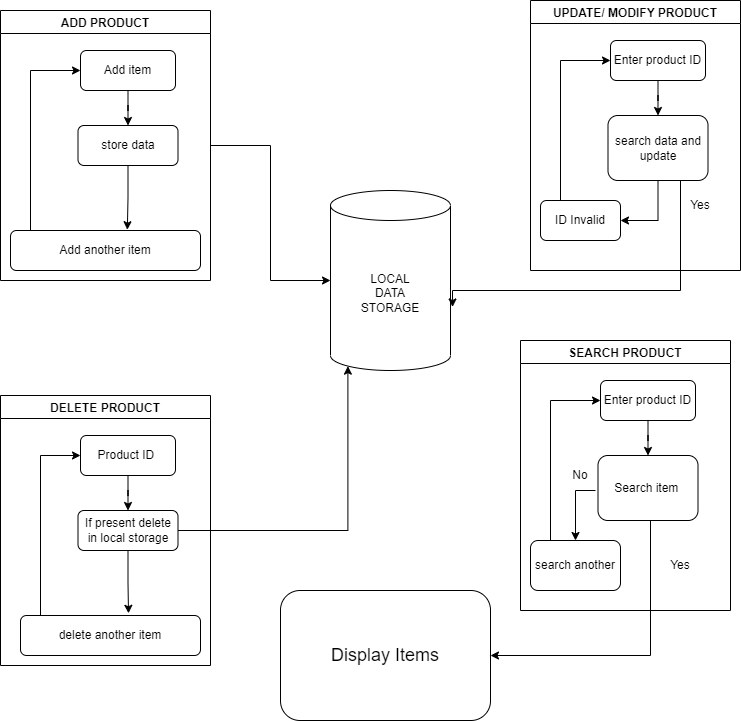 ADD PRODUCT
Add item
store data
Add another item
UPDATE/ MODIFY PRODUCT
Enter product ID
search data and
update
Yes
ID Invalid
LOCAL
DATA
STORAGE
DELETE PRODUCT
Product ID
If present delete
in local storage
delete another item
SEARCH PRODUCT
Enter product ID
No
Search item
search another
Yes
Display Items